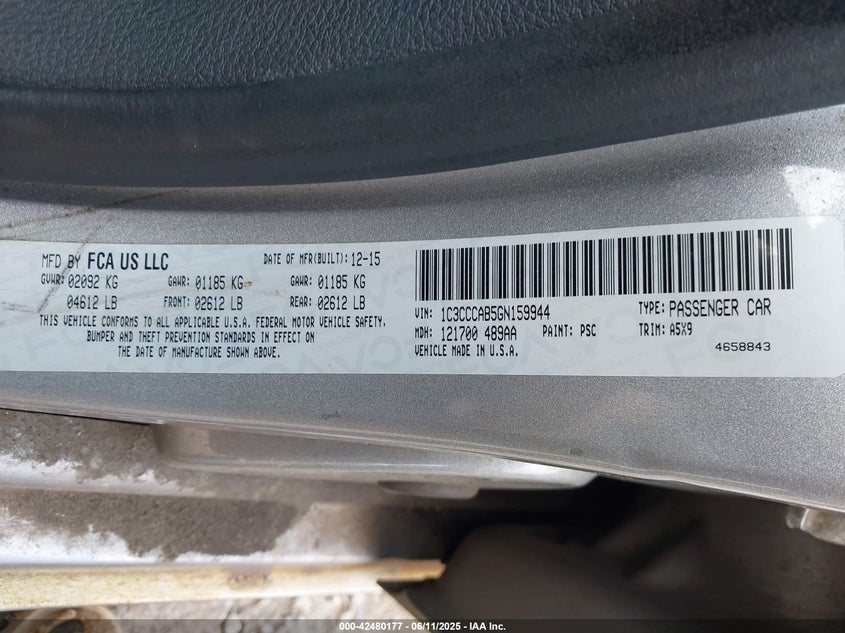 MFD BY FCA US LLC DATE OF MFR(BUILT): 12-15
GVWR: 02092 KG GAWR: 01185 KG GAWR: 01185 KG
04612 LB FRONT: 02612 LB REAR: 02612 LB
THIS VEHICLE CONFORMS TO ALL APPLICABLE U.S.A. FEDERAL MOTOR VEHICLE SAFETY,
BUMPER AND THEFT PREVENTION STANDARDS IN EFFECT ON
THE DATE OF MANUFACTURE SHOWN ABOVE.
VIN: 1C3CCCAB5GN159944 TYPE: PASSENGER CAR
MDH: 121700 489AA PAINT: PSC TRIM: A5X9
VEHICLE MADE IN U.S.A. 4658843
000-42480177 - 06/11/2025 - IAA Inc.